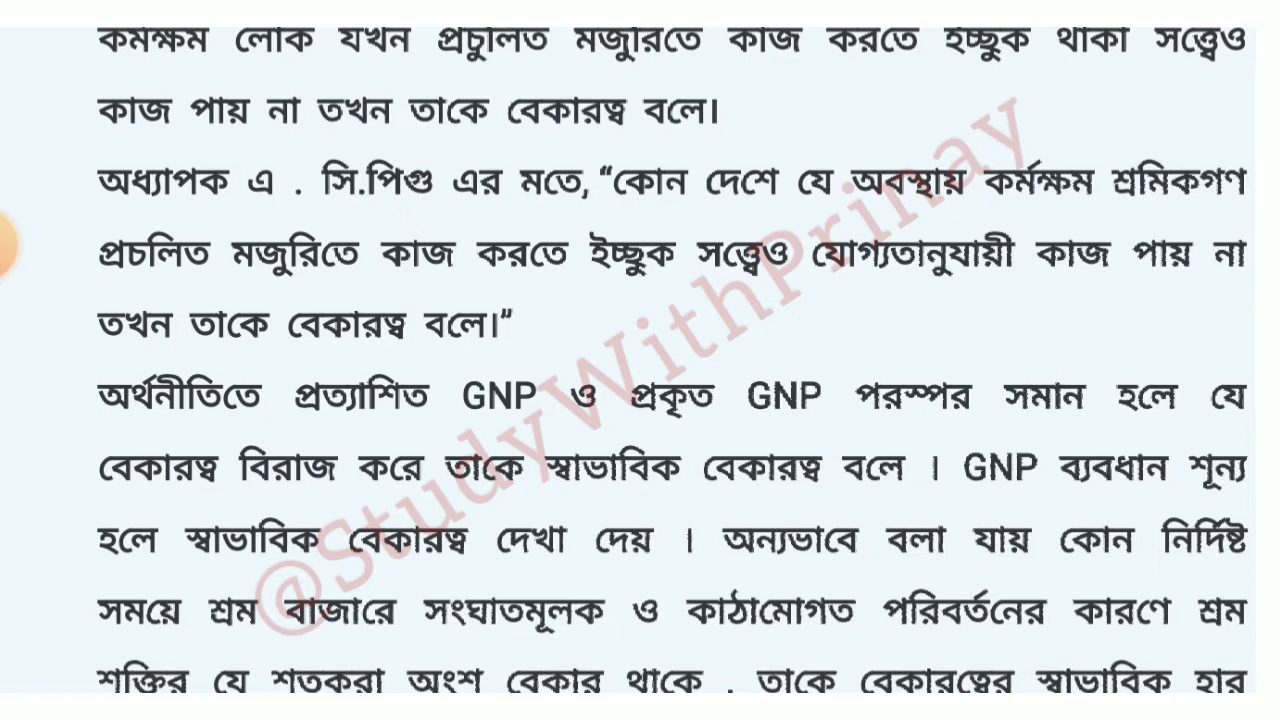 কর্মক্ষম লোক যখন প্রচুলিত মজুরিতে কাজ করতে ইচ্ছুক থাকা সত্ত্বেও
কাজ পায় না তখন তাকে বেকারত্ব বলে।
অধ্যাপক এ . সি.পিগু এর মতে, “কোন দেশে যে অবস্থায় কর্মক্ষম শ্রমিকগণ
প্রচলিত মজুরিতে কাজ করতে ইচ্ছুক সত্ত্বেও যোগ্যতানুযায়ী কাজ পায় না
তখন তাকে বেকারত্ব বলে।”
অর্থনীতিতে প্রত্যাশিত GNP ও প্রকৃত GNP পরস্পর সমান হলে যে
বেকারত্ব বিরাজ করে তাকে স্বাভাবিক বেকারত্ব বলে । GNP ব্যবধান শূন্য
হলে স্বাভাবিক বেকারত্ব দেখা দেয় । অন্যভাবে বলা যায় কোন নির্দিষ্ট
সময়ে শ্রম বাজারে সংঘাতমূলক ও কাঠামোগত পরিবর্তনের কারণে শ্রম
শক্তির যে শতকরা অংশ বেকার থাকে , তাকে বেকারত্বের স্বাভাবিক হার
@StudyWithPrinay